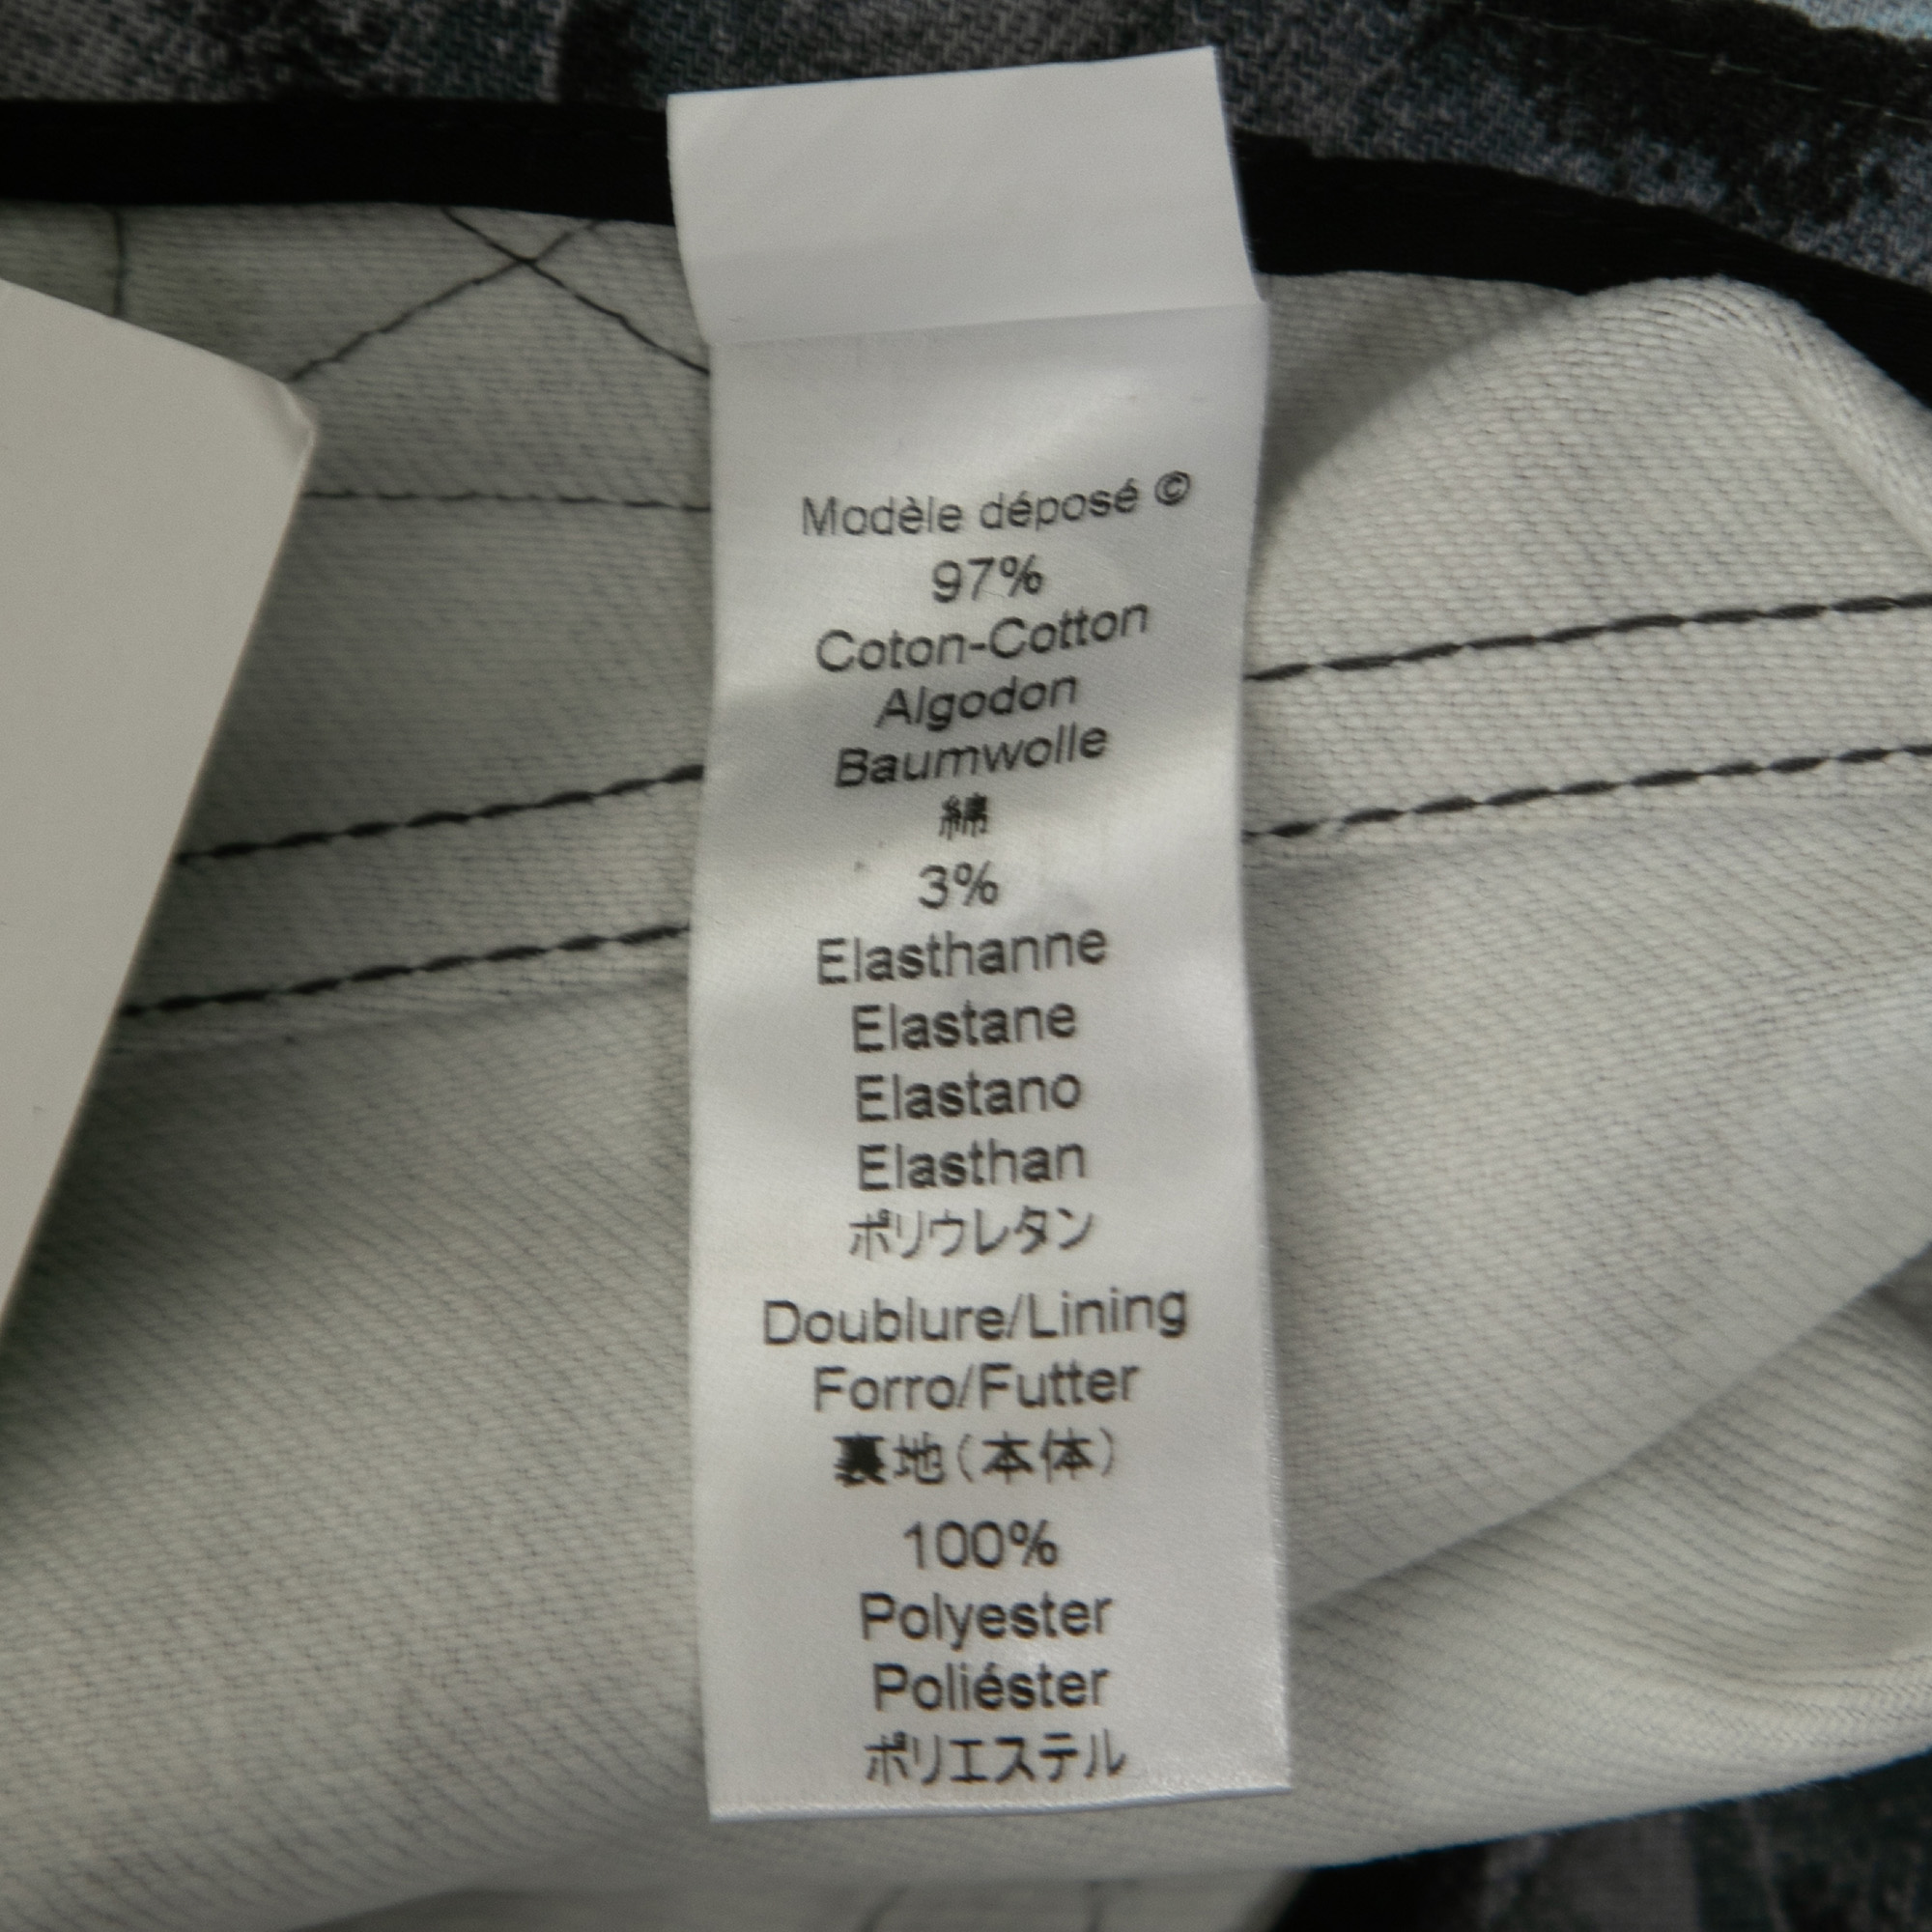 Modèle déposé ©
97%
Coton-Cotton
Algodon
Baumwolle
綿
3%
Elasthanne
Elastane
Elastano
Elasthan
ポリウレタン
Doublure/Lining
Forro/Futter
裏地(本体)
100%
Polyester
Poliéster
ポリエステル